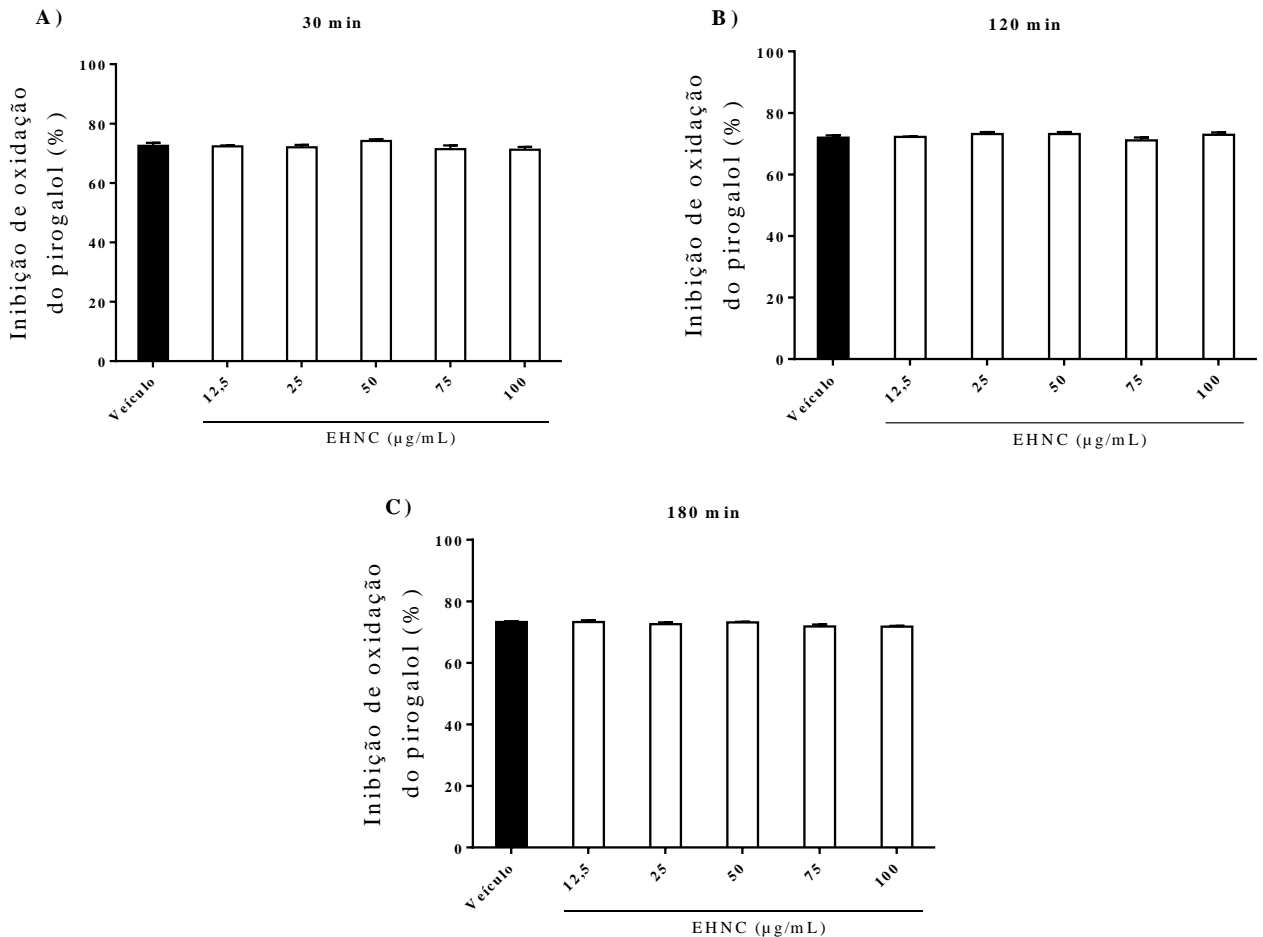 A)
30 min
Inibição de oxidação
do pirogalol (%)
100
80
60
40
20
0
Veículo
12,5
25
50
75
100
EHNC (µg/mL)
B)
120 min
Inibição de oxidação
do pirogalol (%)
100
80
60
40
20
0
Veículo
12,5
25
50
75
100
EHNC (µg/mL)
C)
180 min
Inibição de oxidação
do pirogalol (%)
100
80
60
40
20
0
Veículo
12,5
25
50
75
100
EHNC (µg/mL)